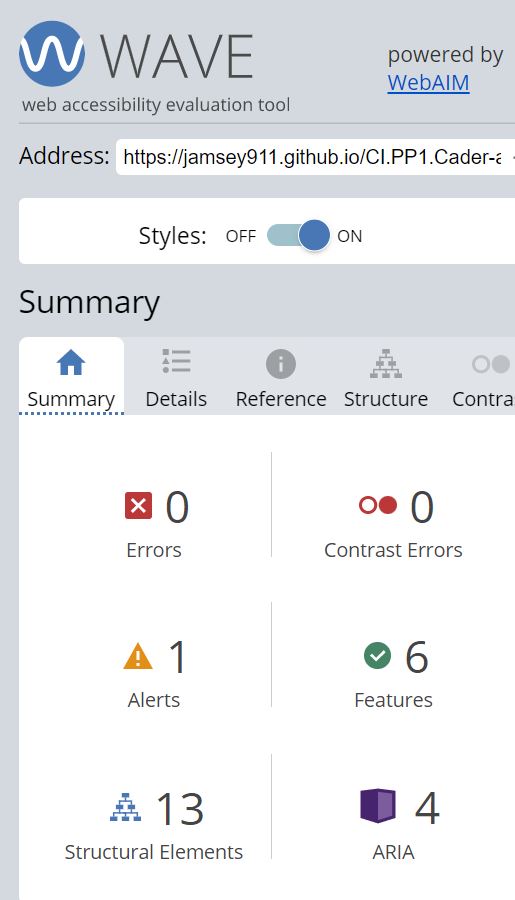 WAVE
powered by
WebAIM
web accessibility evaluation tool
Address: https://jamsey911.github.io/CI.PP1.Cader-a
Styles: OFF ON
Summary
Summary Details Reference Structure Contra
0 Errors
0 Contrast Errors
1 Alerts
6 Features
13 Structural Elements
4 ARIA